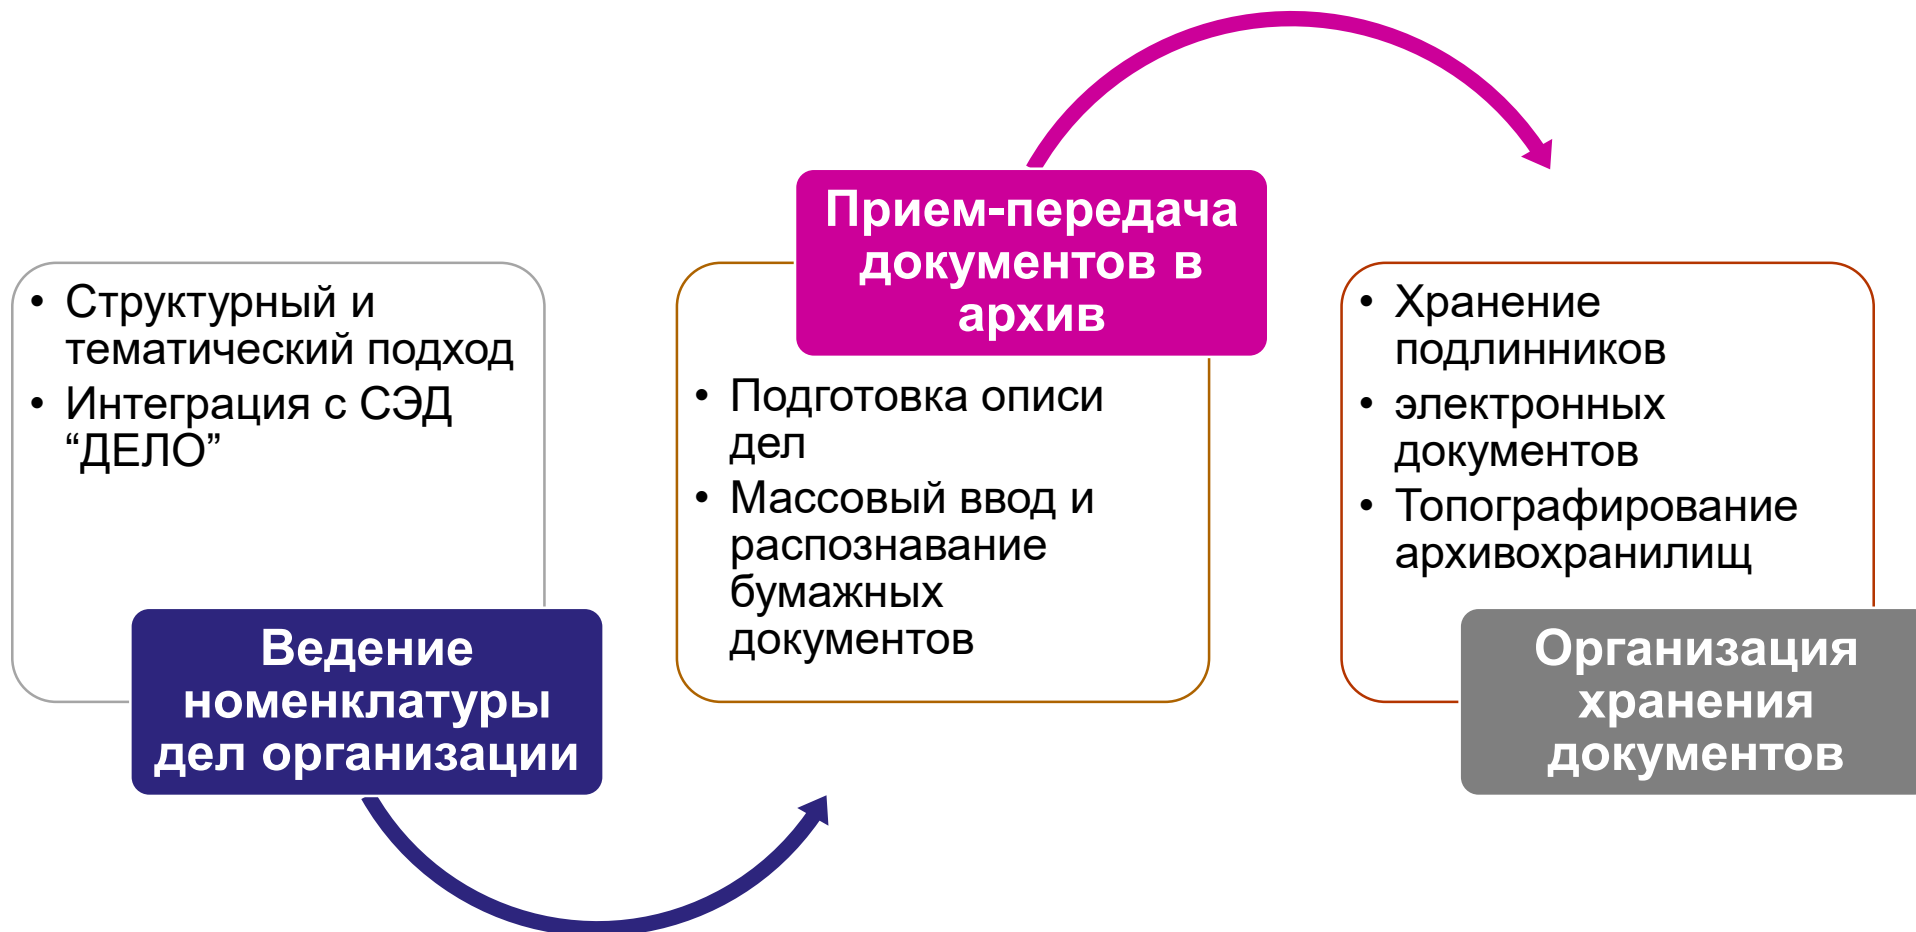 • Структурный и
тематический подход
• Интеграция с СЭД
“ДЕЛО”
Ведение
номенклатуры
дел организации
Прием-передача
документов в
архив
• Подготовка описи
дел
• Массовый ввод и
распознавание
бумажных
документов
• Хранение
подлинников
• электронных
документов
• Топографирование
архивохранилищ
Организация
хранения
документов